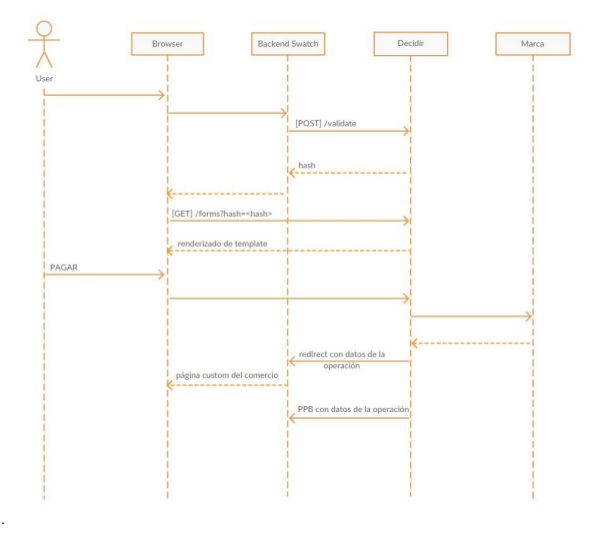 Browser
Backend Swatch
Decidir
Marca
User
[POST] /validate
hash
[GET] /forms?hash=<hash>
renderizado de template
PAGAR
redirect con datos de la
operación
página custom del comercio
PPB con datos de la operación
.